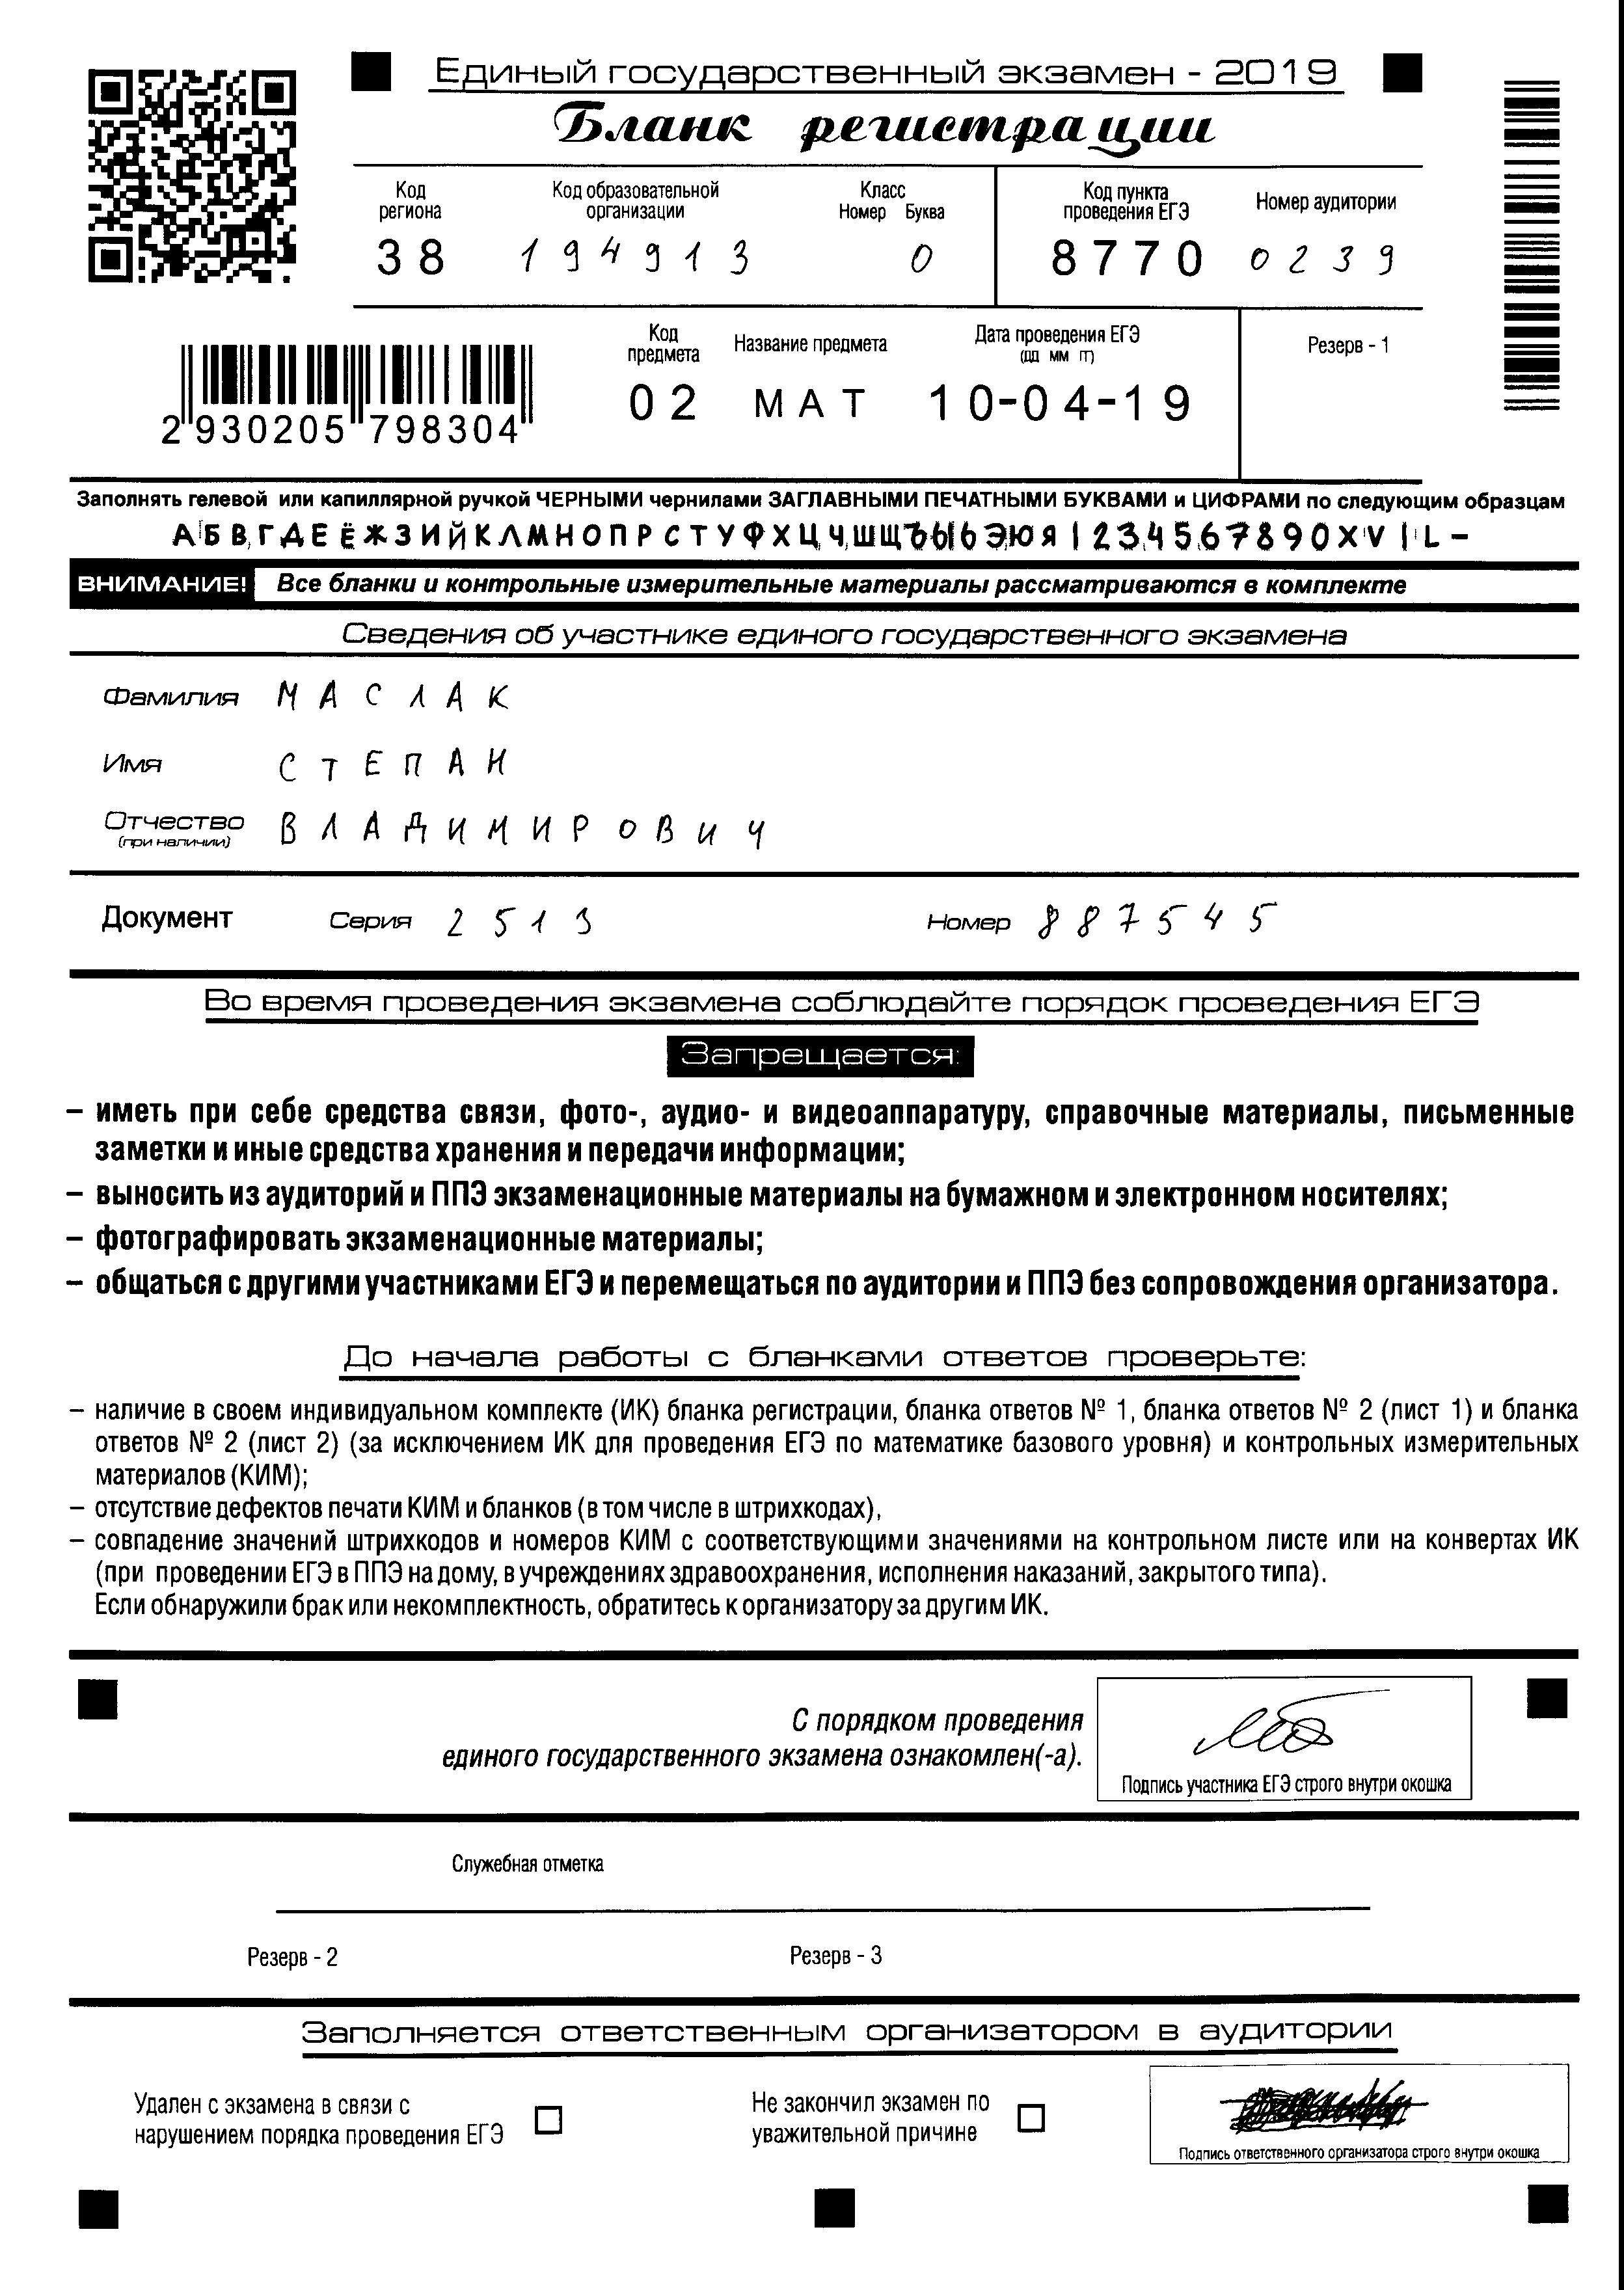 Единый государственный экзамен - 2019
Бланк регистрации
Код региона
Код образовательной организации
Класс
Номер Буква
Код пункта проведения ЕГЭ
Номер аудитории
38 194913 0 8770 0239
Код предмета
Название предмета
Дата проведения ЕГЭ
(дд мм гг)
Резерв - 1
02 МАТ 10-04-19
2 930205 798304
Заполнять гелевой или капиллярной ручкой ЧЕРНЫМИ чернилами ЗАГЛАВНЫМИ ПЕЧАТНЫМИ БУКВАМИ и ЦИФРАМИ по следующим образцам
АБВГДЕЁЖЗИЙКЛМНОПРСТУФХЦЧШЩЪЫЬЭЮЯ1234567890XVIL-
ВНИМАНИЕ! Все бланки и контрольные измерительные материалы рассматриваются в комплекте
Сведения об участнике единого государственного экзамена
Фамилия МАСЛАК
Имя СТЕПАН
Отчество ВЛАДИМИРОВИЧ
(при наличии)
Документ Серия 2513 Номер 887545
Во время проведения экзамена соблюдайте порядок проведения ЕГЭ
Запрещается:
– иметь при себе средства связи, фото-, аудио- и видеоаппаратуру, справочные материалы, письменные
заметки и иные средства хранения и передачи информации;
– выносить из аудиторий и ППЭ экзаменационные материалы на бумажном и электронном носителях;
– фотографировать экзаменационные материалы;
– общаться с другими участниками ЕГЭ и перемещаться по аудитории и ППЭ без сопровождения организатора.
До начала работы с бланками ответов проверьте:
– наличие в своем индивидуальном комплекте (ИК) бланка регистрации, бланка ответов № 1, бланка ответов № 2 (лист 1) и бланка
ответов № 2 (лист 2) (за исключением ИК для проведения ЕГЭ по математике базового уровня) и контрольных измерительных
материалов (КИМ);
– отсутствие дефектов печати КИМ и бланков (в том числе в штрихкодах),
– совпадение значений штрихкодов и номеров КИМ с соответствующими значениями на контрольном листе или на конвертах ИК
(при проведении ЕГЭ в ППЭ на дому, в учреждениях здравоохранения, исполнения наказаний, закрытого типа).
Если обнаружили брак или некомплектность, обратитесь к организатору за другим ИК.
С порядком проведения
единого государственного экзамена ознакомлен(-а).
Подпись участника ЕГЭ строго внутри окошка
Служебная отметка
Резерв - 2
Резерв - 3
Заполняется ответственным организатором в аудитории
Удален с экзамена в связи с
нарушением порядка проведения ЕГЭ
Не закончил экзамен по
уважительной причине
Подпись ответственного организатора строго внутри окошка